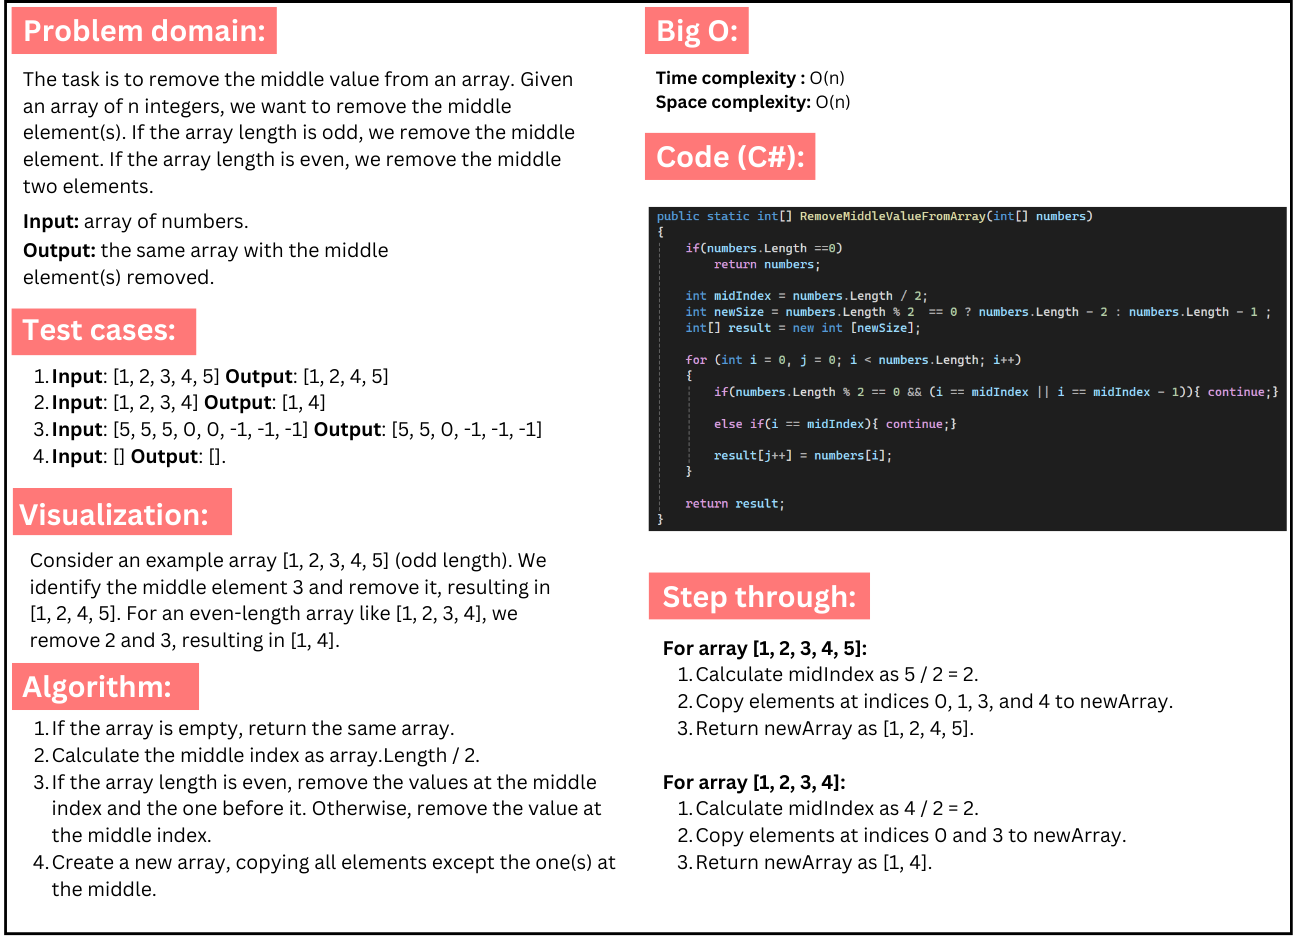 Problem domain:
The task is to remove the middle value from an array. Given
an array of n integers, we want to remove the middle
element(s). If the array length is odd, we remove the middle
element. If the array length is even, we remove the middle
two elements.
Input: array of numbers.
Output: the same array with the middle
element(s) removed.
Test cases:
1. Input: [1, 2, 3, 4, 5] Output: [1, 2, 4, 5]
2. Input: [1, 2, 3, 4] Output: [1, 4]
3. Input: [5, 5, 5, 0, 0, -1, -1, -1] Output: [5, 5, 0, -1, -1, -1]
4. Input: [] Output: [].
Visualization:
Consider an example array [1, 2, 3, 4, 5] (odd length). We
identify the middle element 3 and remove it, resulting in
[1, 2, 4, 5]. For an even-length array like [1, 2, 3, 4], we
remove 2 and 3, resulting in [1, 4].
Algorithm:
1. If the array is empty, return the same array.
2. Calculate the middle index as array.Length / 2.
3. If the array length is even, remove the values at the middle
index and the one before it. Otherwise, remove the value at
the middle index.
4. Create a new array, copying all elements except the one(s) at
the middle.
Big O:
Time complexity : O(n)
Space complexity: O(n)
Code (C#):
public static int[] RemoveMiddleValueFromArray(int[] numbers)
{
if(numbers.Length ==0)
return numbers;
int midIndex = numbers.Length / 2;
int newSize = numbers.Length % 2 == 0 ? numbers.Length - 2 : numbers.Length - 1 ;
int[] result = new int [newSize];
for (int i = 0, j = 0; i < numbers.Length; i++)
{
if(numbers.Length % 2 == 0 && (i == midIndex || i == midIndex - 1)){ continue;}
else if(i == midIndex){ continue;}
result[j++] = numbers[i];
}
return result;
}
Step through:
For array [1, 2, 3, 4, 5]:
1. Calculate midIndex as 5 / 2 = 2.
2. Copy elements at indices 0, 1, 3, and 4 to newArray.
3. Return newArray as [1, 2, 4, 5].
For array [1, 2, 3, 4]:
1. Calculate midIndex as 4 / 2 = 2.
2. Copy elements at indices 0 and 3 to newArray.
3. Return newArray as [1, 4].